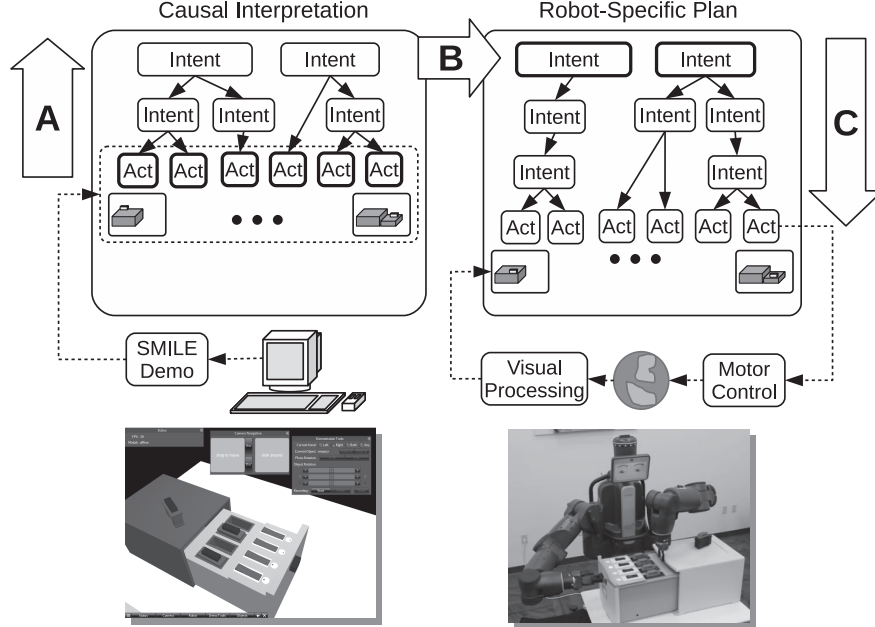 Causal Interpretation
Robot-Specific Plan
A
B
C
Intent Intent
Intent Intent Intent
Act Act Act Act Act Act
Intent Intent
Intent Intent Intent
Intent Intent
Act Act Act Act Act Act
SMILE
Demo
Visual
Processing
Motor
Control